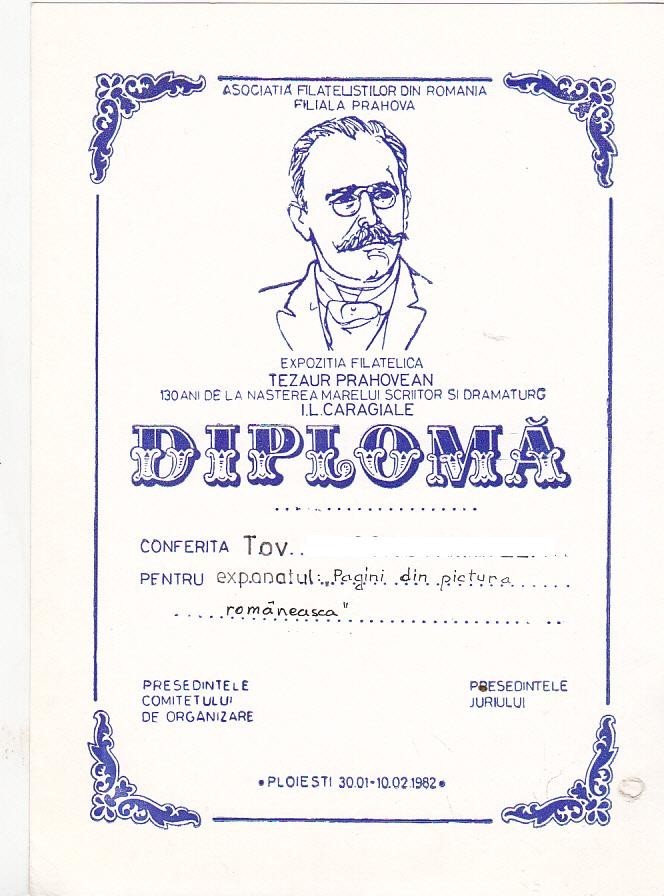 ASOCIATIA FILATELISTILOR DIN ROMANIA
FILIALA PRAHOVA
EXPOZITIA FILATELICA
TEZAUR PRAHOVEAN
130 ANI DE LA NASTEREA MARELUI SCRIITOR SI DRAMATURG
I.L. CARAGIALE
DIPLOMĂ
CONFERITA Tov.
PENTRU exponatul: „Pagini din pictura
românească"
PRESEDINTELE
COMITETULUI
DE ORGANIZARE
PRESEDINTELE
JURIULUI
•PLOIESTI 30.01-10.02.1982•